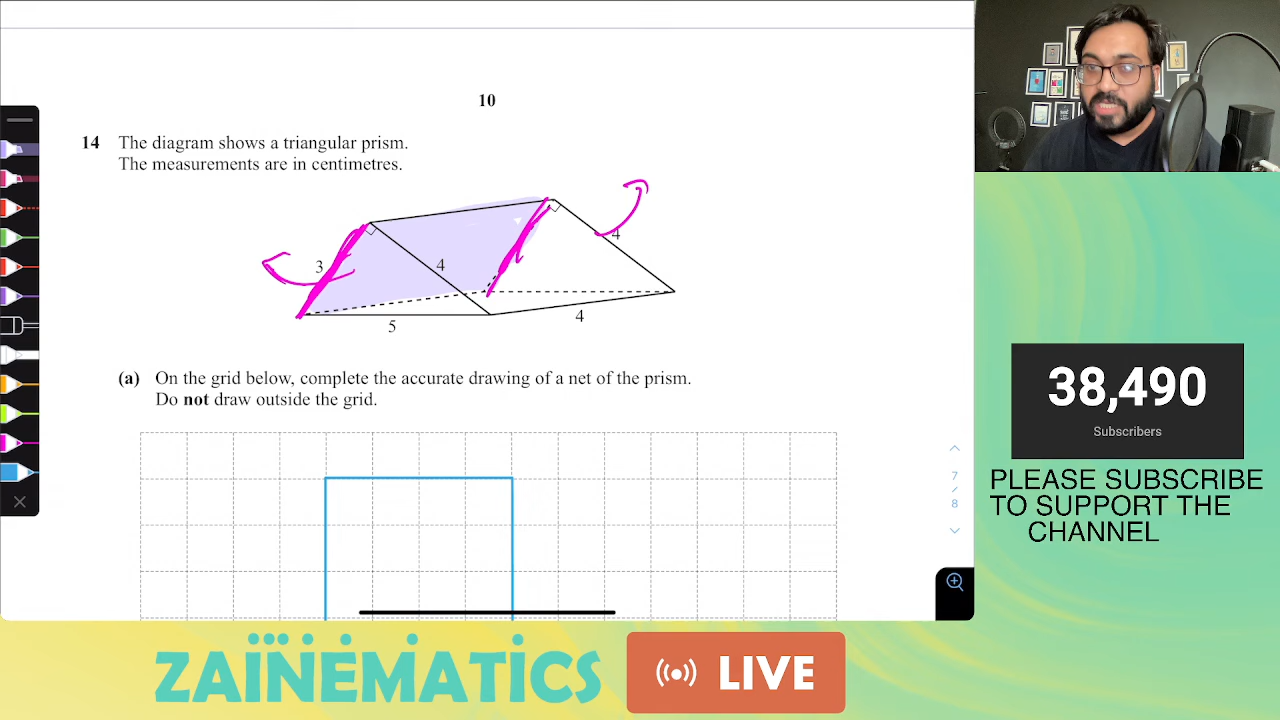 10
14 The diagram shows a triangular prism.
The measurements are in centimetres.
3
4
4
5
4
(a) On the grid below, complete the accurate drawing of a net of the prism.
Do not draw outside the grid.
7
/
8
38,490
Subscribers
PLEASE SUBSCRIBE
TO SUPPORT THE
CHANNEL
ZAINEMATICS
LIVE